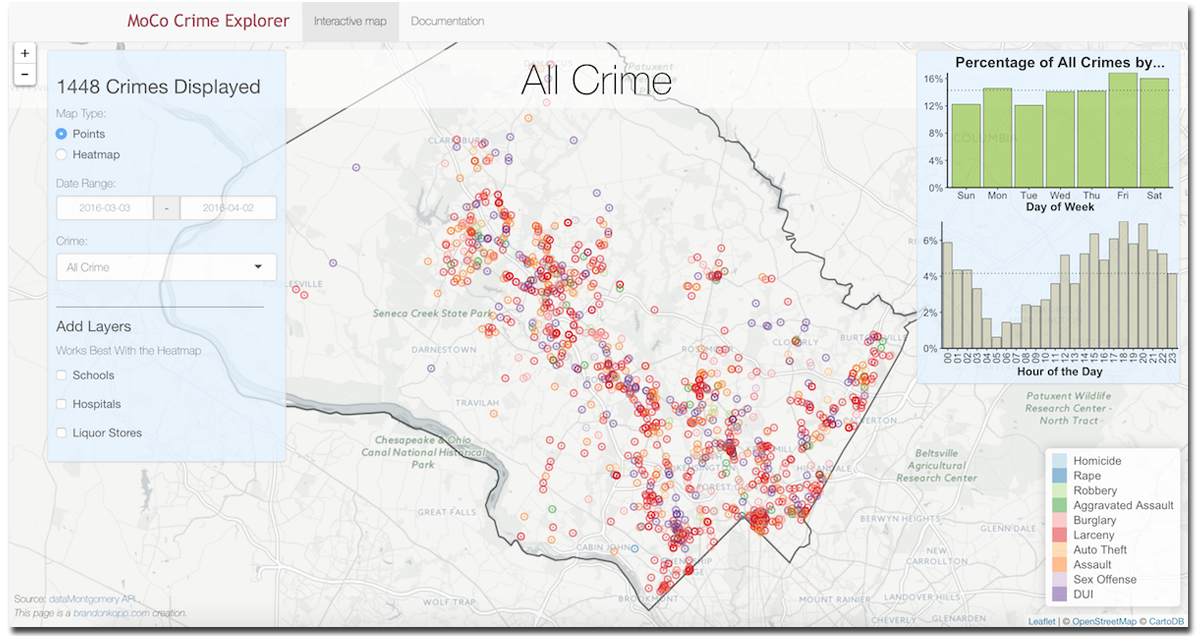 MoCo Crime Explorer
Interactive map
Documentation
+
−
1448 Crimes Displayed
Map Type:
Points
Heatmap
Date Range:
2016-03-03 - 2016-04-02
Crime:
All Crime
Add Layers
Works Best With the Heatmap
Schools
Hospitals
Liquor Stores
All Crime
Percentage of All Crimes by...
16%
12%
8%
4%
0%
Sun Mon Tue Wed Thu Fri Sat
Day of Week
6%
4%
2%
0%
00 01 02 03 04 05 06 07 08 09 10 11 12 13 14 15 16 17 18 19 20 21 22 23
Hour of the Day
COLUMBIA
Patuxent
Seneca Creek State Park
DARNESTOWN
TRAVILAH
Chesapeake & Ohio
Canal National Historical
Park
GREAT FALLS
CABIN JOHN
WOLF TRAP
Patuxent Wildlife
Research Center -
North Tract
Beltsville
Agricultural
Research Center
BERWYN HEIGHTS
GLENN DALE
NEW
CARROLLTON
MOUNT RAINIER
LANDOVER HILLS
CHEVERLY
GLENARDEN
Homicide
Rape
Robbery
Aggravated Assault
Burglary
Larceny
Auto Theft
Assault
Sex Offense
DUI
Source: dataMontgomery API.
This page is a brandonkopp.com creation.
Leaflet | © OpenStreetMap © CartoDB